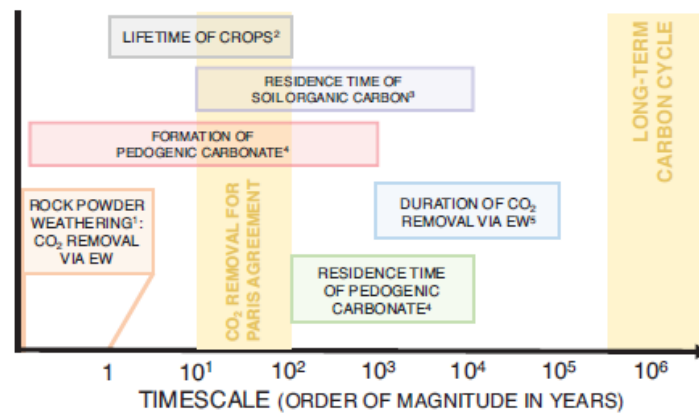 LIFETIME OF CROPS²
RESIDENCE TIME OF
SOIL ORGANIC CARBON³
FORMATION OF
PEDOGENIC CARBONATE⁴
ROCK POWDER
WEATHERING¹:
CO₂ REMOVAL
VIA EW
CO₂ REMOVAL FOR
PARIS AGREEMENT
DURATION OF CO₂
REMOVAL VIA EW⁵
RESIDENCE TIME
OF PEDOGENIC
CARBONATE⁴
LONG-TERM
CARBON CYCLE
1 10¹ 10² 10³ 10⁴ 10⁵ 10⁶
TIMESCALE (ORDER OF MAGNITUDE IN YEARS)